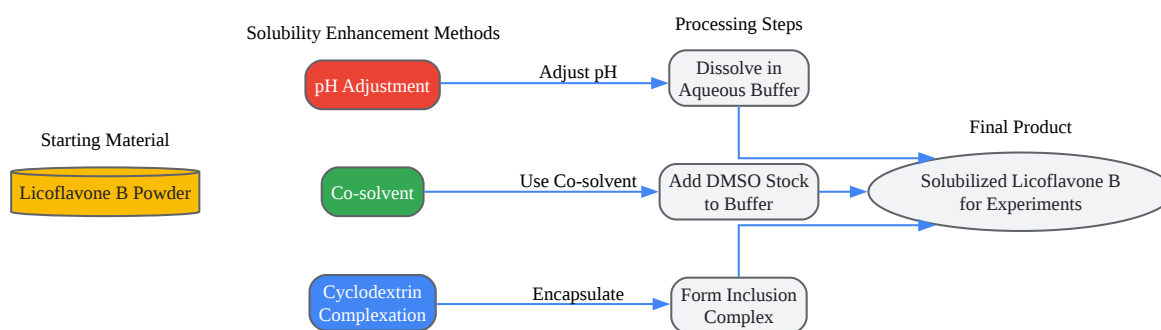 Starting Material
Licoflavone B Powder
Solubility Enhancement Methods
pH Adjustment
Co-solvent
Cyclodextrin
Complexation
Adjust pH
Use Co-solvent
Encapsulate
Processing Steps
Dissolve in
Aqueous Buffer
Add DMSO Stock
to Buffer
Form Inclusion
Complex
Final Product
Solubilized Licoflavone B
for Experiments